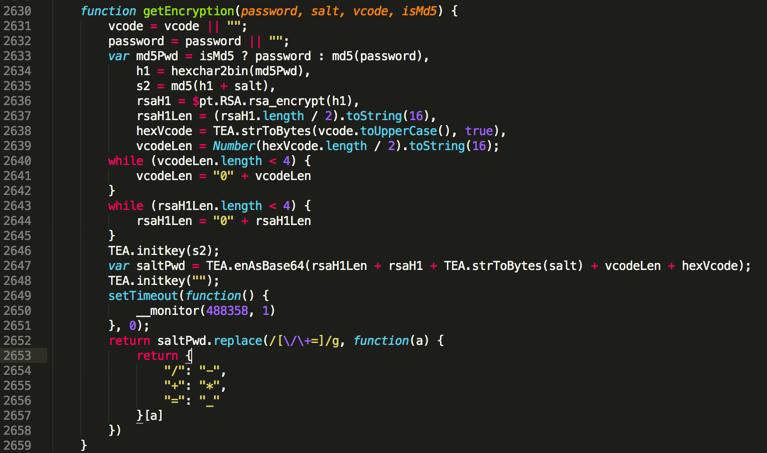 2630 function getEncryption(password, salt, vcode, isMd5) {
2631 vcode = vcode || "";
2632 password = password || "";
2633 var md5Pwd = isMd5 ? password : md5(password),
2634 h1 = hexchar2bin(md5Pwd),
2635 s2 = md5(h1 + salt),
2636 rsaH1 = $pt.RSA.rsa_encrypt(h1),
2637 rsaH1Len = (rsaH1.length / 2).toString(16),
2638 hexVcode = TEA.strToBytes(vcode.toUpperCase(), true),
2639 vcodeLen = Number(hexVcode.length / 2).toString(16);
2640 while (vcodeLen.length < 4) {
2641 vcodeLen = "0" + vcodeLen
2642 }
2643 while (rsaH1Len.length < 4) {
2644 rsaH1Len = "0" + rsaH1Len
2645 }
2646 TEA.initkey(s2);
2647 var saltPwd = TEA.enAsBase64(rsaH1Len + rsaH1 + TEA.strToBytes(salt) + vcodeLen + hexVcode);
2648 TEA.initkey("");
2649 setTimeout(function() {
2650 __monitor(488358, 1)
2651 }, 0);
2652 return saltPwd.replace(/[\/\+=]/g, function(a) {
2653 return {
2654 "/": "-",
2655 "+": "*",
2656 "=": "_"
2657 }[a]
2658 })
2659 }